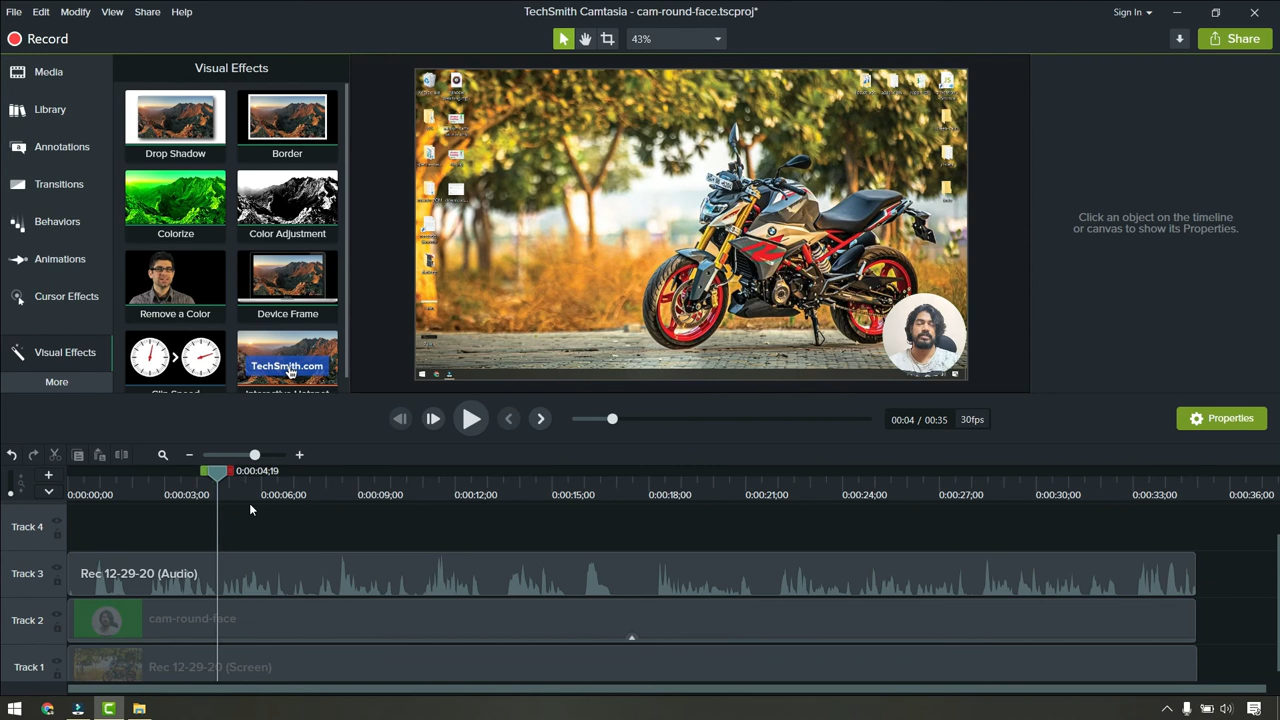 File Edit Modify View Share Help
TechSmith Camtasia - cam-round-face.tscproj*
Sign In
Record
43%
Share
Media
Library
Annotations
Transitions
Behaviors
Animations
Cursor Effects
Visual Effects
More
Visual Effects
Drop Shadow
Border
Colorize
Color Adjustment
Remove a Color
Device Frame
TechSmith.com
Click an object on the timeline
or canvas to show its Properties.
00:04 / 00:35
30fps
Properties
0:00:04;19
0:00:00;00
0:00:03;00
0:00:06;00
0:00:09;00
0:00:12;00
0:00:15;00
0:00:18;00
0:00:21;00
0:00:24;00
0:00:27;00
0:00:30;00
0:00:33;00
0:00:36;00
Track 4
Track 3
Rec 12-29-20 (Audio)
Track 2
cam-round-face
Track 1
Rec 12-29-20 (Screen)